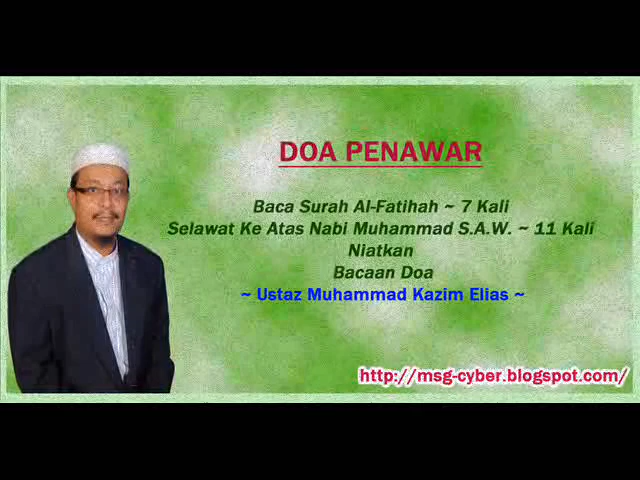 DOA PENAWAR
Baca Surah Al-Fatihah ~ 7 Kali
Selawat Ke Atas Nabi Muhammad S.A.W. ~ 11 Kali
Niatkan
Bacaan Doa
~ Ustaz Muhammad Kazim Elias ~
http://msg-cyber.blogspot.com/